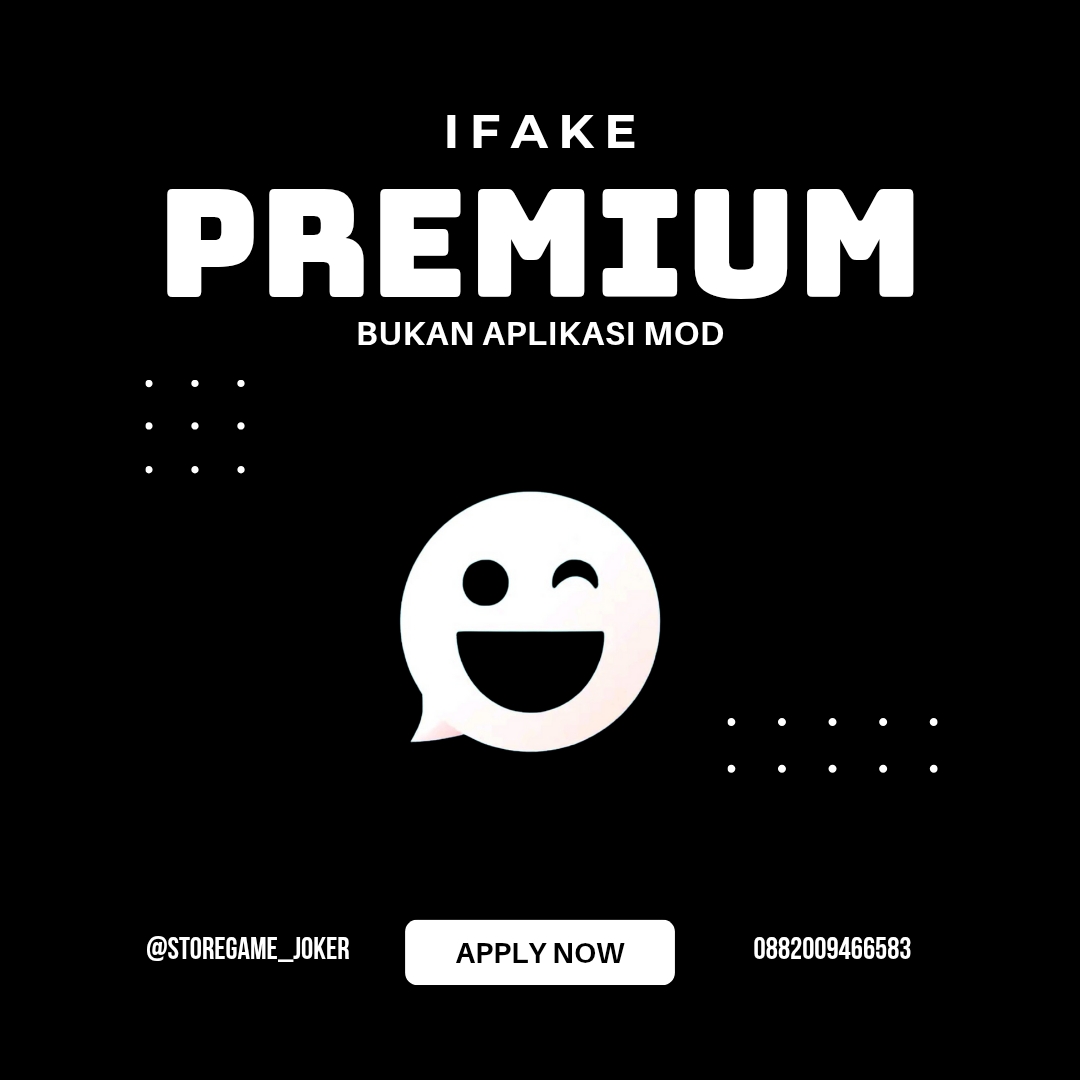 IFAKE
PREMIUM
BUKAN APLIKASI MOD
@STOREGAME_JOKER
APPLY NOW
0882009466583